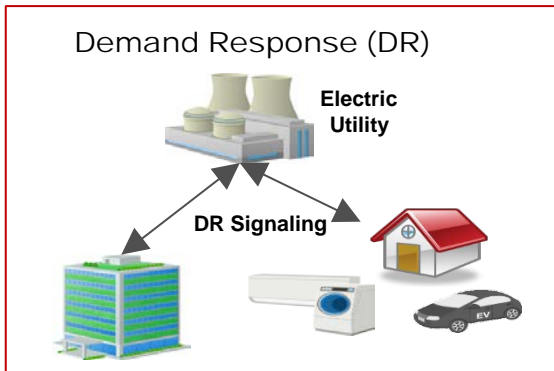 Demand Response (DR)
Electric
Utility
DR Signaling
EV